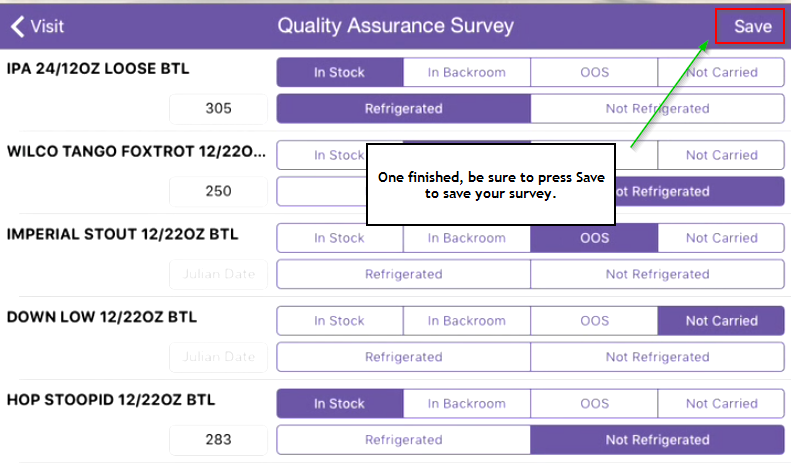 Visit Quality Assurance Survey Save
IPA 24/12OZ LOOSE BTL In Stock In Backroom OOS Not Carried
305 Refrigerated Not Refrigerated
WILCO TANGO FOXTROT 12/22O... In Stock Not Carried
250 Not Refrigerated
One finished, be sure to press Save
to save your survey.
IMPERIAL STOUT 12/22OZ BTL In Stock In Backroom OOS Not Carried
Julian Date Refrigerated Not Refrigerated
DOWN LOW 12/22OZ BTL In Stock In Backroom OOS Not Carried
Julian Date Refrigerated Not Refrigerated
HOP STOOPID 12/22OZ BTL In Stock In Backroom OOS Not Carried
283 Refrigerated Not Refrigerated